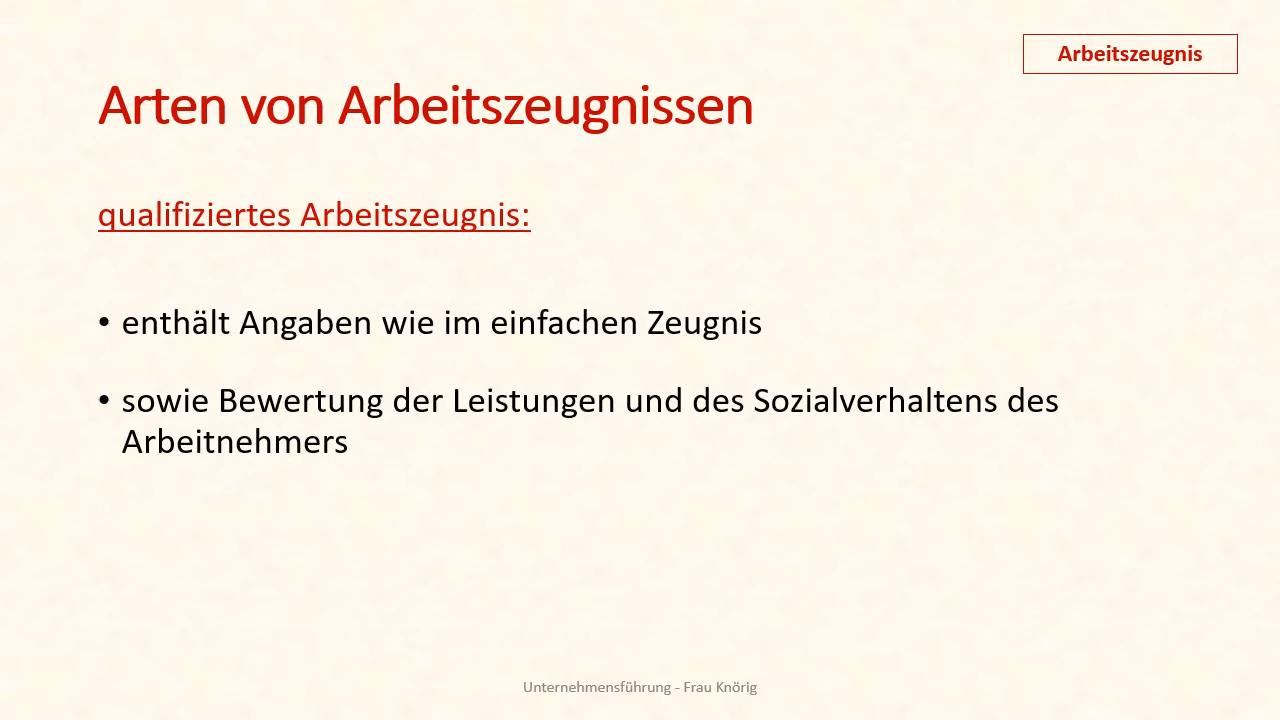 Arbeitszeugnis
Arten von Arbeitszeugnissen
qualifiziertes Arbeitszeugnis:
• enthält Angaben wie im einfachen Zeugnis
• sowie Bewertung der Leistungen und des Sozialverhaltens des
Arbeitnehmers
Unternehmensführung - Frau Knörig